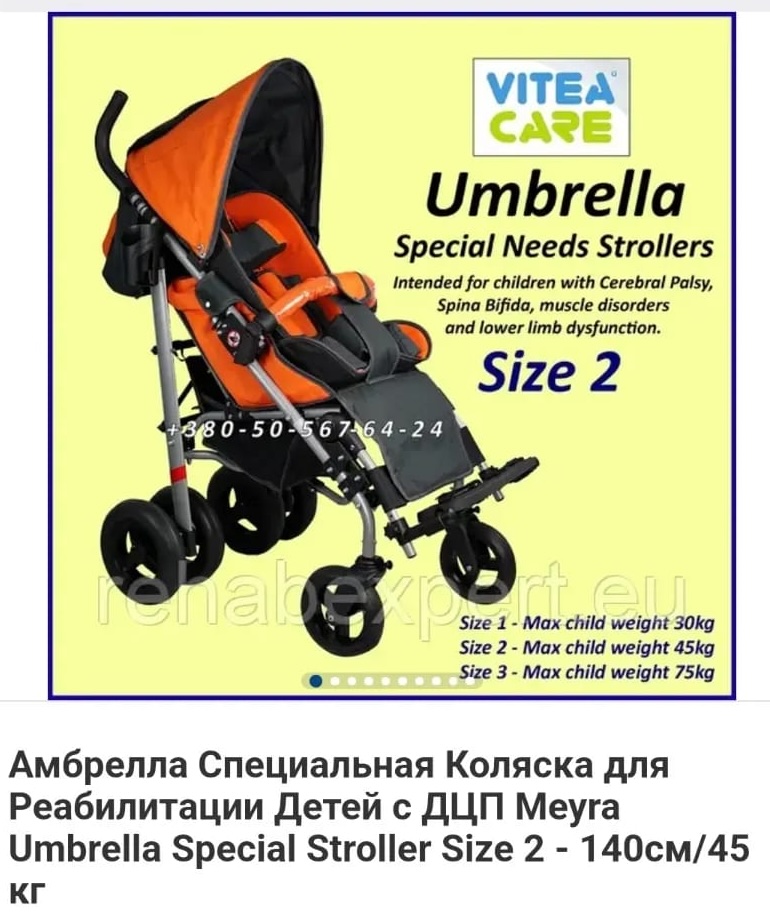 VITEA
CARE
Umbrella
Special Needs Strollers
Intended for children with Cerebral Palsy,
Spina Bifida, muscle disorders
and lower limb dysfunction.
Size 2
+380-50-567-64-24
rehabexpert.eu
Size 1 - Max child weight 30kg
Size 2 - Max child weight 45kg
Size 3 - Max child weight 75kg
Амбрелла Специальная Коляска для
Реабилитации Детей с ДЦП Meyra
Umbrella Special Stroller Size 2 - 140см/45
кг